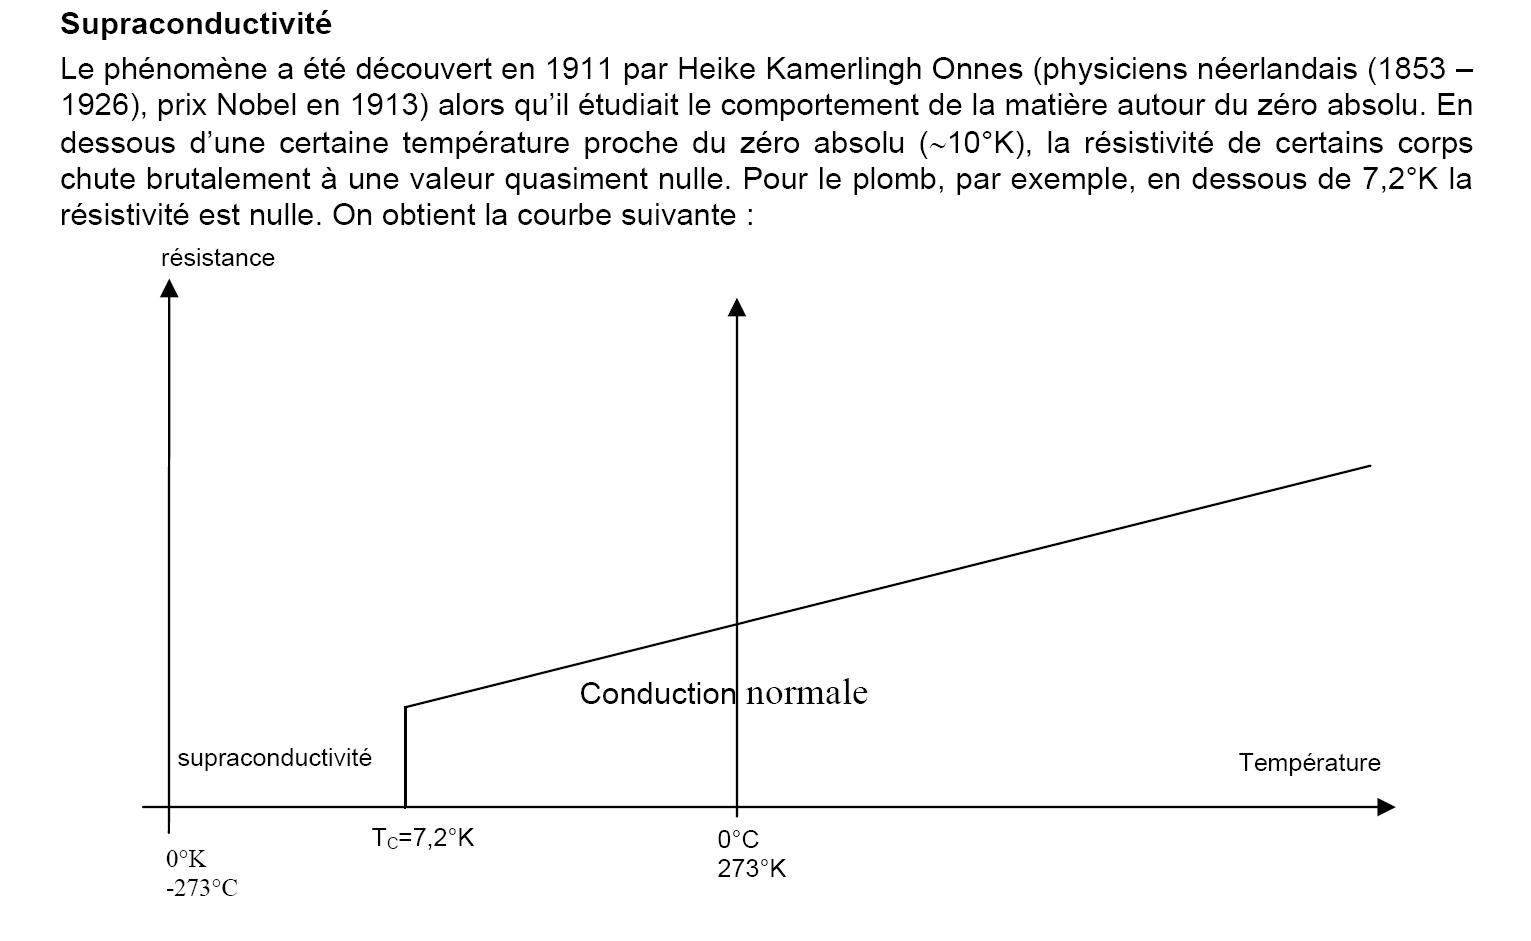 Supraconductivité
Le phénomène a été découvert en 1911 par Heike Kamerlingh Onnes (physiciens néerlandais (1853 –
1926), prix Nobel en 1913) alors qu’il étudiait le comportement de la matière autour du zéro absolu. En
dessous d’une certaine température proche du zéro absolu (~10°K), la résistivité de certains corps
chute brutalement à une valeur quasiment nulle. Pour le plomb, par exemple, en dessous de 7,2°K la
résistivité est nulle. On obtient la courbe suivante :
résistance
Conduction normale
supraconductivité
Température
TC=7,2°K
0°C
273°K
0°K
-273°C